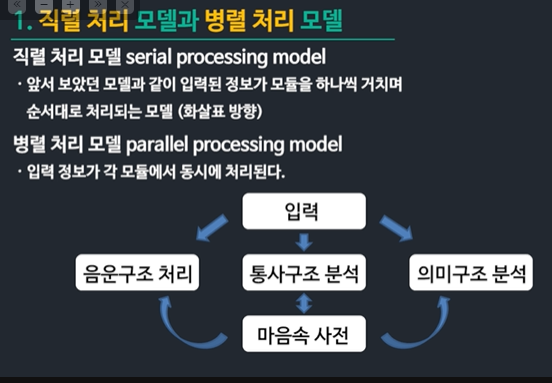 1. 직렬 처리 모델과 병렬 처리 모델
직렬 처리 모델 serial processing model
· 앞서 보았던 모델과 같이 입력된 정보가 모듈을 하나씩 거치며
순서대로 처리되는 모델 (화살표 방향)
병렬 처리 모델 parallel processing model
· 입력 정보가 각 모듈에서 동시에 처리된다.
입력
음운구조 처리
통사구조 분석
의미구조 분석
마음속 사전